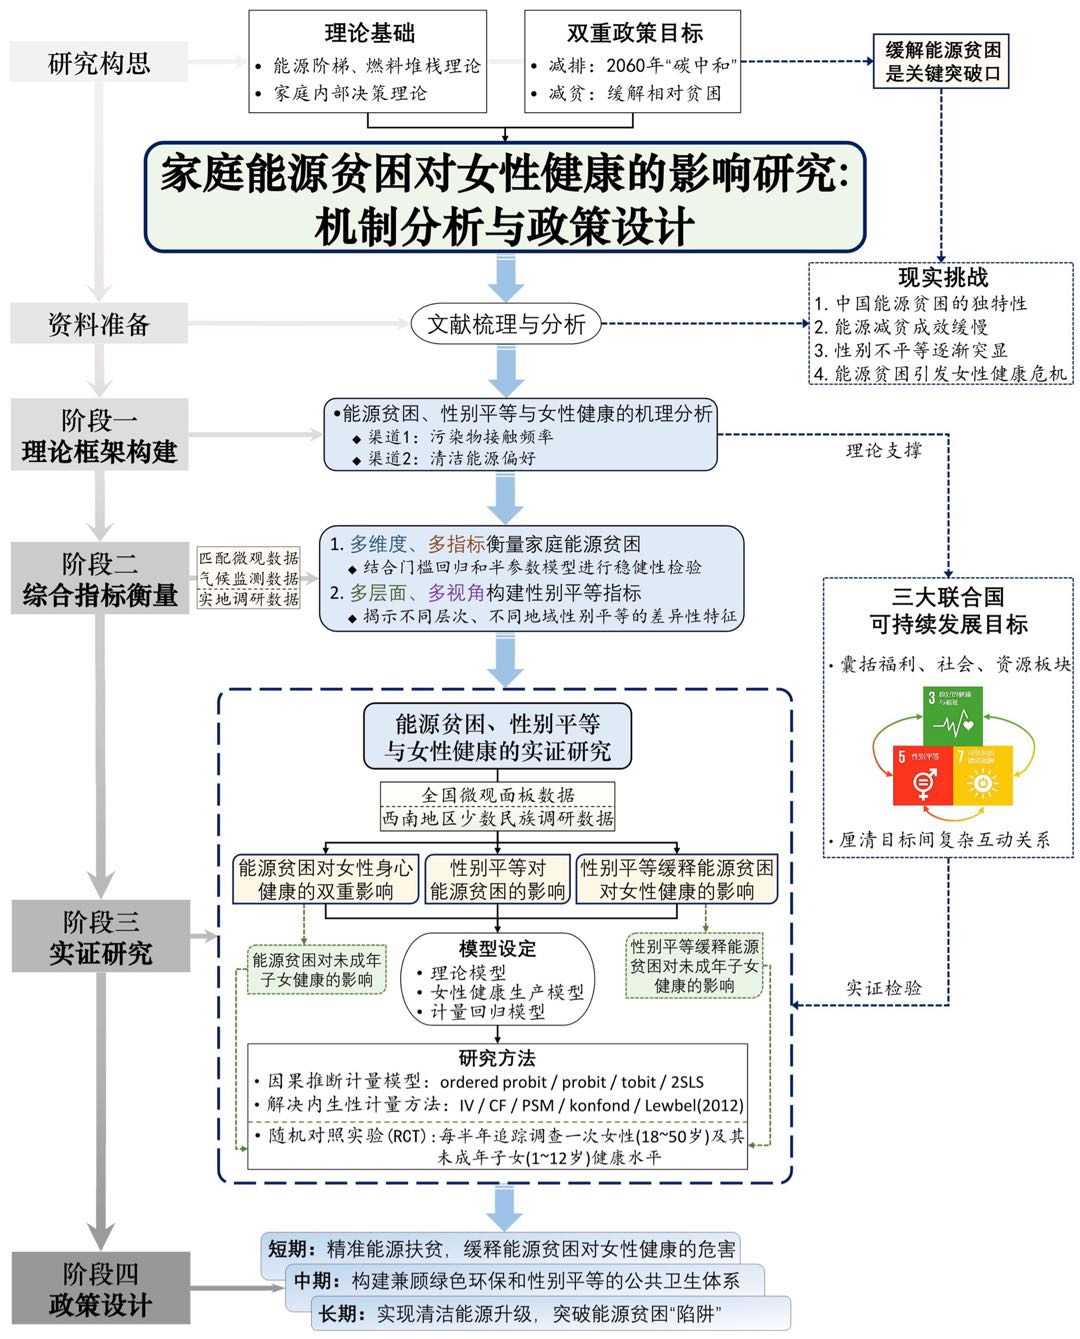 研究构思
理论基础
• 能源阶梯、燃料堆栈理论
• 家庭内部决策理论
双重政策目标
• 减排：2060年“碳中和”
• 减贫：缓解相对贫困
缓解能源贫困
是关键突破口
家庭能源贫困对女性健康的影响研究:
机制分析与政策设计
资料准备
文献梳理与分析
现实挑战
1. 中国能源贫困的独特性
2. 能源减贫成效缓慢
3. 性别不平等逐渐突显
4. 能源贫困引发女性健康危机
阶段一
理论框架构建
•能源贫困、性别平等与女性健康的机理分析
◆ 渠道1：污染物接触频率
◆ 渠道2：清洁能源偏好
理论支撑
阶段二
综合指标衡量
匹配微观数据
气候监测数据
实地调研数据
1. 多维度、多指标衡量家庭能源贫困
◆ 结合门槛回归和半参数模型进行稳健性检验
2. 多层面、多视角构建性别平等指标
◆ 揭示不同层次、不同地域性别平等的差异性特征
三大联合国
可持续发展目标
· 囊括福利、社会、资源板块
3 良好的健康
与福祉
5 性别平等
7
· 厘清目标间复杂互动关系
实证检验
阶段三
实证研究
能源贫困、性别平等
与女性健康的实证研究
全国微观面板数据
西南地区少数民族调研数据
能源贫困对女性身心
健康的双重影响
性别平等对
能源贫困的影响
性别平等缓释能源贫困
对女性健康的影响
能源贫困对未成年
子女健康的影响
模型设定
• 理论模型
• 女性健康生产模型
• 计量回归模型
性别平等缓释能源
贫困对未成年子女
健康的影响
研究方法
• 因果推断计量模型：ordered probit / probit / tobit / 2SLS
• 解决内生性计量方法：IV / CF / PSM / konfond / Lewbel(2012)
• 随机对照实验(RCT)：每半年追踪调查一次女性(18~50岁)及其
未成年子女(1~12岁)健康水平
阶段四
政策设计
短期：精准能源扶贫，缓释能源贫困对女性健康的危害
中期：构建兼顾绿色环保和性别平等的公共卫生体系
长期：实现清洁能源升级，突破能源贫困“陷阱”